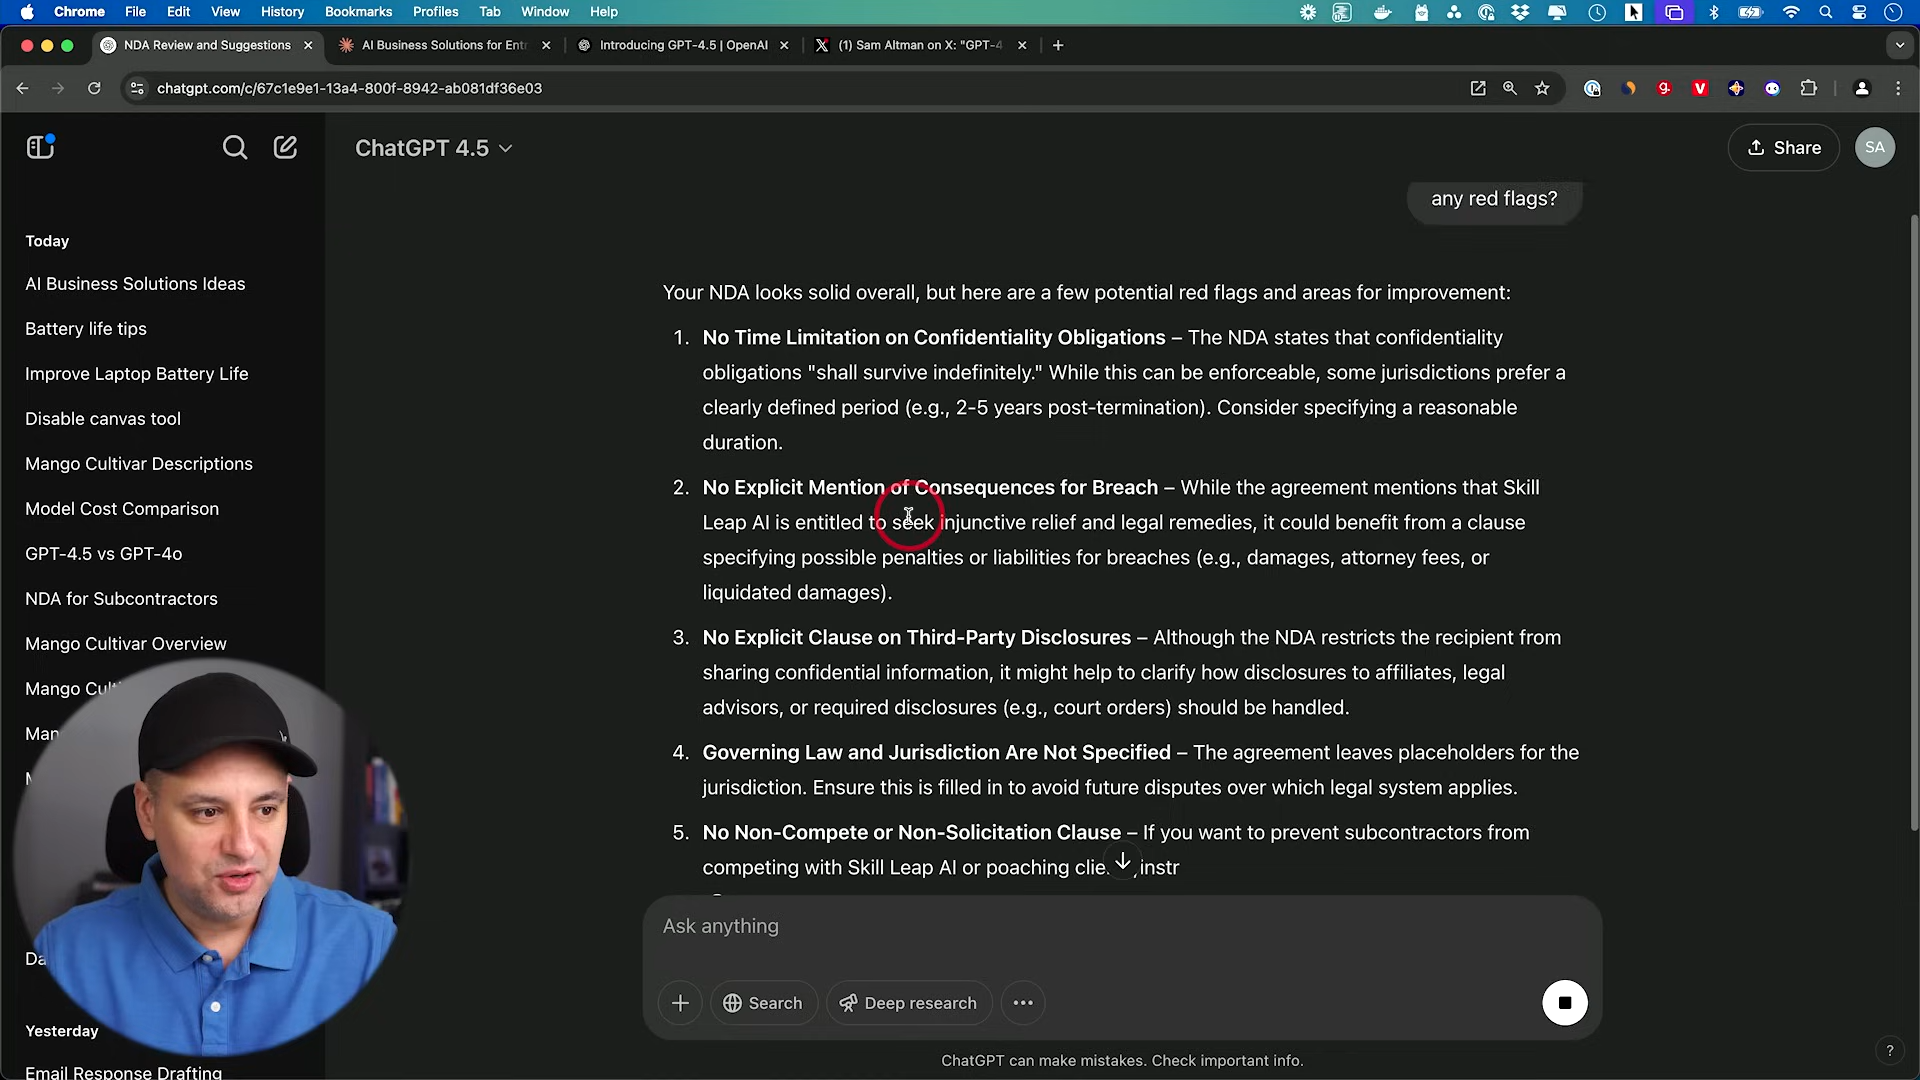 Chrome File Edit View History Bookmarks Profiles Tab Window Help
NDA Review and Suggestions
AI Business Solutions for Entr
Introducing GPT-4.5 | OpenAI
(1) Sam Altman on X: "GPT-4
chatgpt.com/c/67c1e9e1-13a4-800f-8942-ab081df36e03
ChatGPT 4.5
Share
SA
Today
AI Business Solutions Ideas
Battery life tips
Improve Laptop Battery Life
Disable canvas tool
Mango Cultivar Descriptions
Model Cost Comparison
GPT-4.5 vs GPT-4o
NDA for Subcontractors
Mango Cultivar Overview
Yesterday
Email Response Drafting
any red flags?
Your NDA looks solid overall, but here are a few potential red flags and areas for improvement:
1. No Time Limitation on Confidentiality Obligations – The NDA states that confidentiality
obligations "shall survive indefinitely." While this can be enforceable, some jurisdictions prefer a
clearly defined period (e.g., 2-5 years post-termination). Consider specifying a reasonable
duration.
2. No Explicit Mention of Consequences for Breach – While the agreement mentions that Skill
Leap AI is entitled to seek injunctive relief and legal remedies, it could benefit from a clause
specifying possible penalties or liabilities for breaches (e.g., damages, attorney fees, or
liquidated damages).
3. No Explicit Clause on Third-Party Disclosures – Although the NDA restricts the recipient from
sharing confidential information, it might help to clarify how disclosures to affiliates, legal
advisors, or required disclosures (e.g., court orders) should be handled.
4. Governing Law and Jurisdiction Are Not Specified – The agreement leaves placeholders for the
jurisdiction. Ensure this is filled in to avoid future disputes over which legal system applies.
5. No Non-Compete or Non-Solicitation Clause – If you want to prevent subcontractors from
competing with Skill Leap AI or poaching clie instr
Ask anything
Search
Deep research
ChatGPT can make mistakes. Check important info.
?